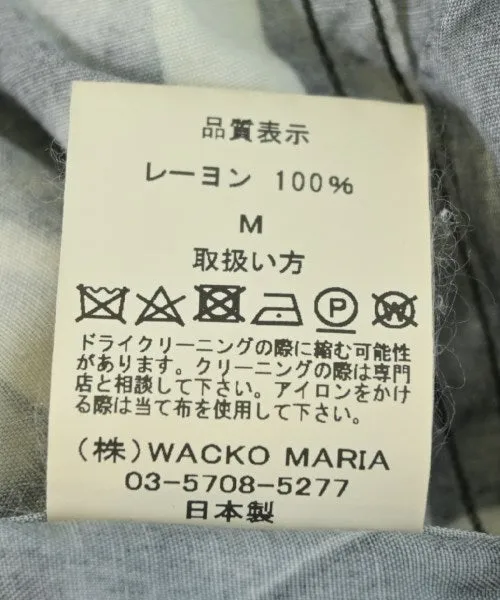 品質表示
レーヨン 100%
M
取扱い方
P W
ドライクリーニングの際に縮む可能性
があります。クリーニングの際は専門
店と相談して下さい。アイロンをかけ
る際は当て布を使用して下さい。
(株)WACKO MARIA
03-5708-5277
日本製